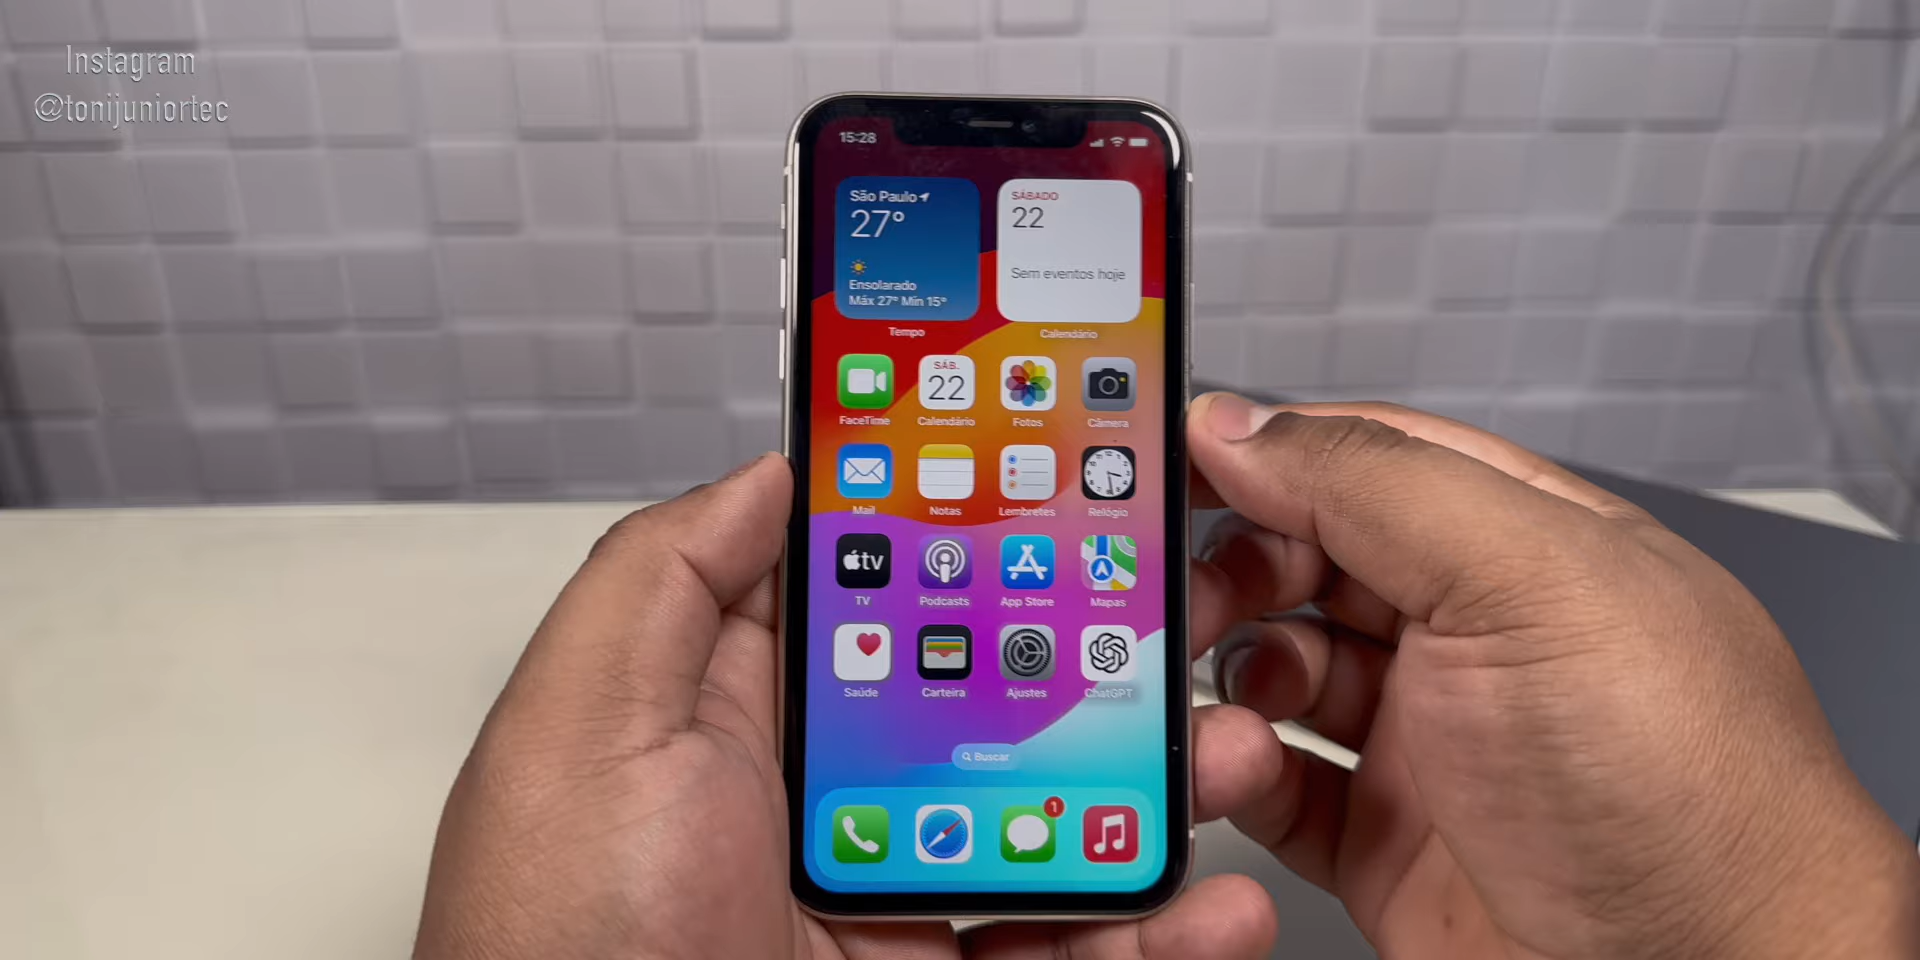 Instagram
@tonijuniortec
15:28
São Paulo
27°
Ensolarado
Máx 27° Mín 15°
Tempo
SÁBADO
22
Sem eventos hoje
Calendário
FaceTime
SÁB.
22
Calendário
Fotos
Câmera
Mail
Notas
Lembretes
Relógio
tv
TV
Podcasts
App Store
Mapas
Saúde
Carteira
Ajustes
ChatGPT
Buscar
1